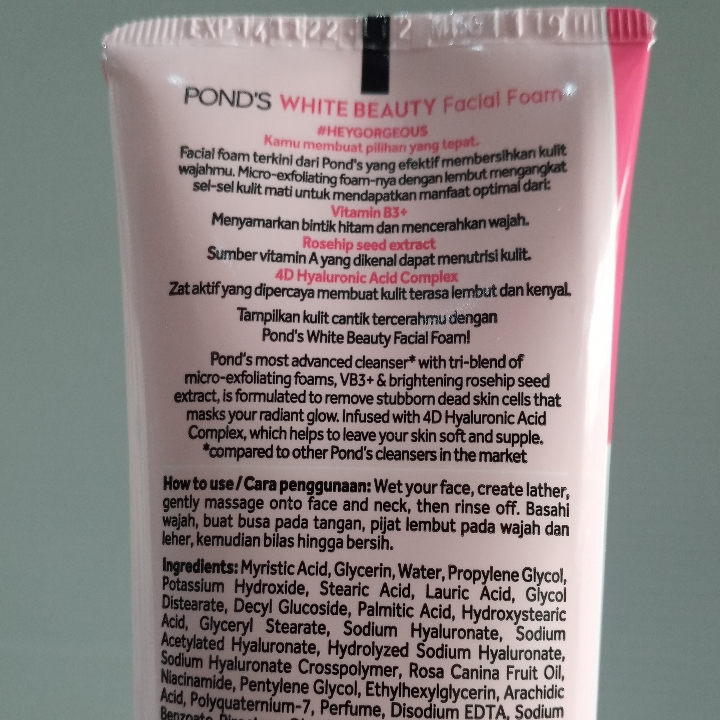 EXP 141122
POND'S WHITE BEAUTY Facial Foam
#HEYGORGEOUS
Kamu membuat pilihan yang tepat.
Facial foam terkini dari Pond's yang efektif membersihkan kulit
wajahmu. Micro-exfoliating foam-nya dengan lembut mengangkat
sel-sel kulit mati untuk mendapatkan manfaat optimal dari:
Vitamin B3+
Menyamarkan bintik hitam dan mencerahkan wajah.
Rosehip seed extract
Sumber vitamin A yang dikenal dapat menutrisi kulit.
4D Hyaluronic Acid Complex
Zat aktif yang dipercaya membuat kulit terasa lembut dan kenyal.
Tampilkan kulit cantik tercerahmu dengan
Pond's White Beauty Facial Foam!
Pond's most advanced cleanser* with tri-blend of
micro-exfoliating foams, VB3+ & brightening rosehip seed
extract, is formulated to remove stubborn dead skin cells that
masks your radiant glow. Infused with 4D Hyaluronic Acid
Complex, which helps to leave your skin soft and supple.
*compared to other Pond's cleansers in the market
How to use / Cara penggunaan: Wet your face, create lather,
gently massage onto face and neck, then rinse off. Basahi
wajah, buat busa pada tangan, pijat lembut pada wajah dan
leher, kemudian bilas hingga bersih.
Ingredients: Myristic Acid, Glycerin, Water, Propylene Glycol,
Potassium Hydroxide, Stearic Acid, Lauric Acid, Glycol
Distearate, Decyl Glucoside, Palmitic Acid, Hydroxystearic
Acid, Glyceryl Stearate, Sodium Hyaluronate, Sodium
Acetylated Hyaluronate, Hydrolyzed Sodium Hyaluronate,
Sodium Hyaluronate Crosspolymer, Rosa Canina Fruit Oil,
Niacinamide, Pentylene Glycol, Ethylhexylglycerin, Arachidic
Acid, Polyquaternium-7, Perfume, Disodium EDTA, Sodium